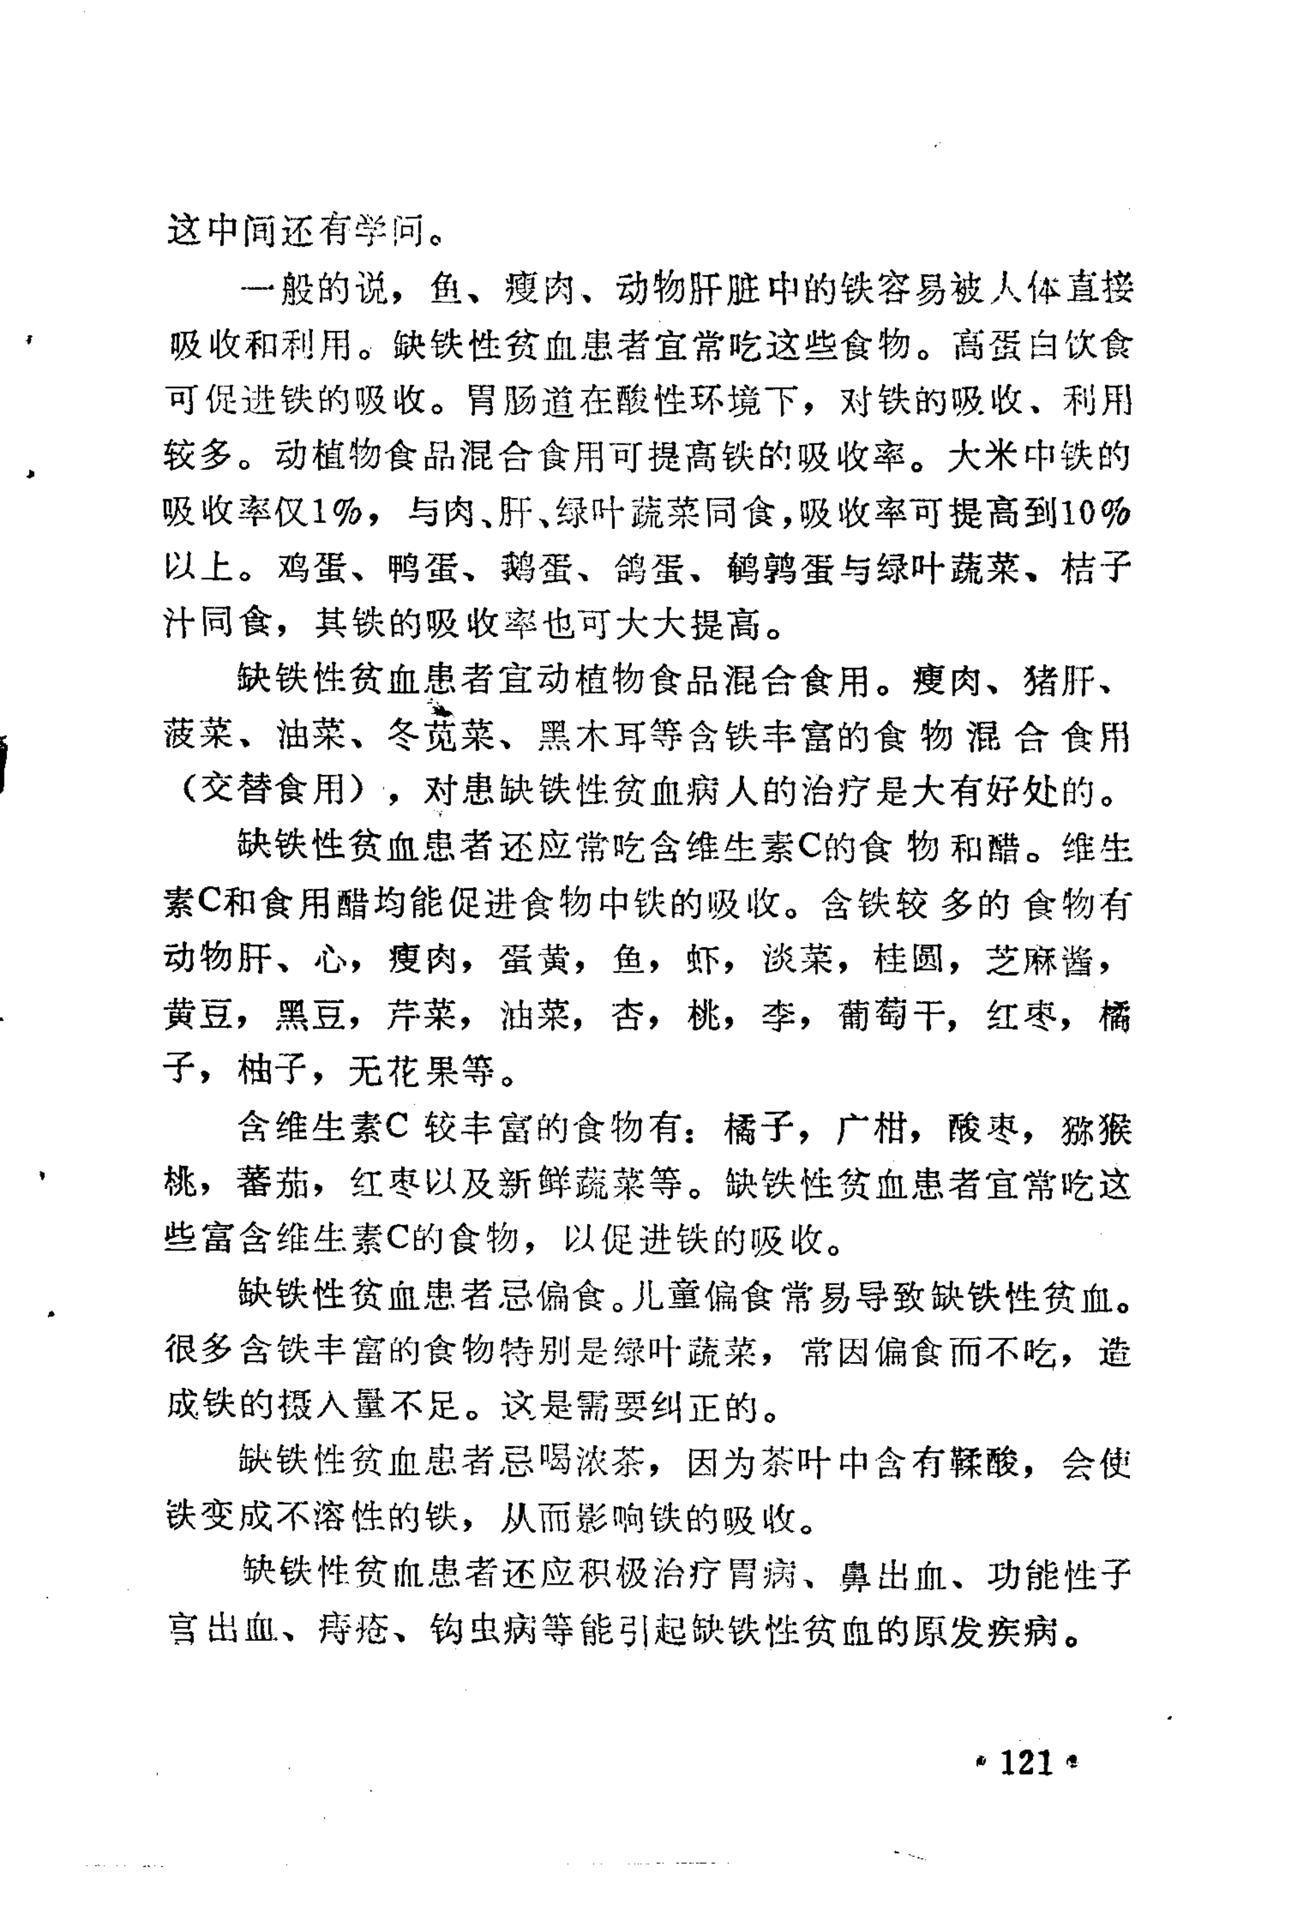 这中间还有学问。
一般的说，鱼、瘦肉、动物肝脏中的铁容易被人体直接
吸收和利用。缺铁性贫血患者宜常吃这些食物。高蛋白饮食
可促进铁的吸收。胃肠道在酸性环境下，对铁的吸收、利用
较多。动植物食品混合食用可提高铁的吸收率。大米中铁的
吸收率仅1%，与肉、肝、绿叶蔬菜同食，吸收率可提高到10%
以上。鸡蛋、鸭蛋、鹅蛋、鸽蛋、鹌鹑蛋与绿叶蔬菜、桔子
汁同食，其铁的吸收率也可大大提高。
缺铁性贫血患者宜动植物食品混合食用。瘦肉、猪肝、
菠菜、油菜、冬苋菜、黑木耳等含铁丰富的食物混合食用
（交替食用），对患缺铁性贫血病人的治疗是大有好处的。
缺铁性贫血患者还应常吃含维生素C的食物和醋。维生
素C和食用醋均能促进食物中铁的吸收。含铁较多的食物有
动物肝、心，瘦肉，蛋黄，鱼，虾，淡菜，桂圆，芝麻酱，
黄豆，黑豆，芹菜，油菜，杏，桃，李，葡萄干，红枣，橘
子，柚子，无花果等。
含维生素C较丰富的食物有：橘子，广柑，酸枣，猕猴
桃，蕃茄，红枣以及新鲜蔬菜等。缺铁性贫血患者宜常吃这
些富含维生素C的食物，以促进铁的吸收。
缺铁性贫血患者忌偏食。儿童偏食常易导致缺铁性贫血。
很多含铁丰富的食物特别是绿叶蔬菜，常因偏食而不吃，造
成铁的摄入量不足。这是需要纠正的。
缺铁性贫血患者忌喝浓茶，因为茶叶中含有鞣酸，会使
铁变成不溶性的铁，从而影响铁的吸收。
缺铁性贫血患者还应积极治疗胃病、鼻出血、功能性子
宫出血、痔疮、钩虫病等能引起缺铁性贫血的原发疾病。
·121·